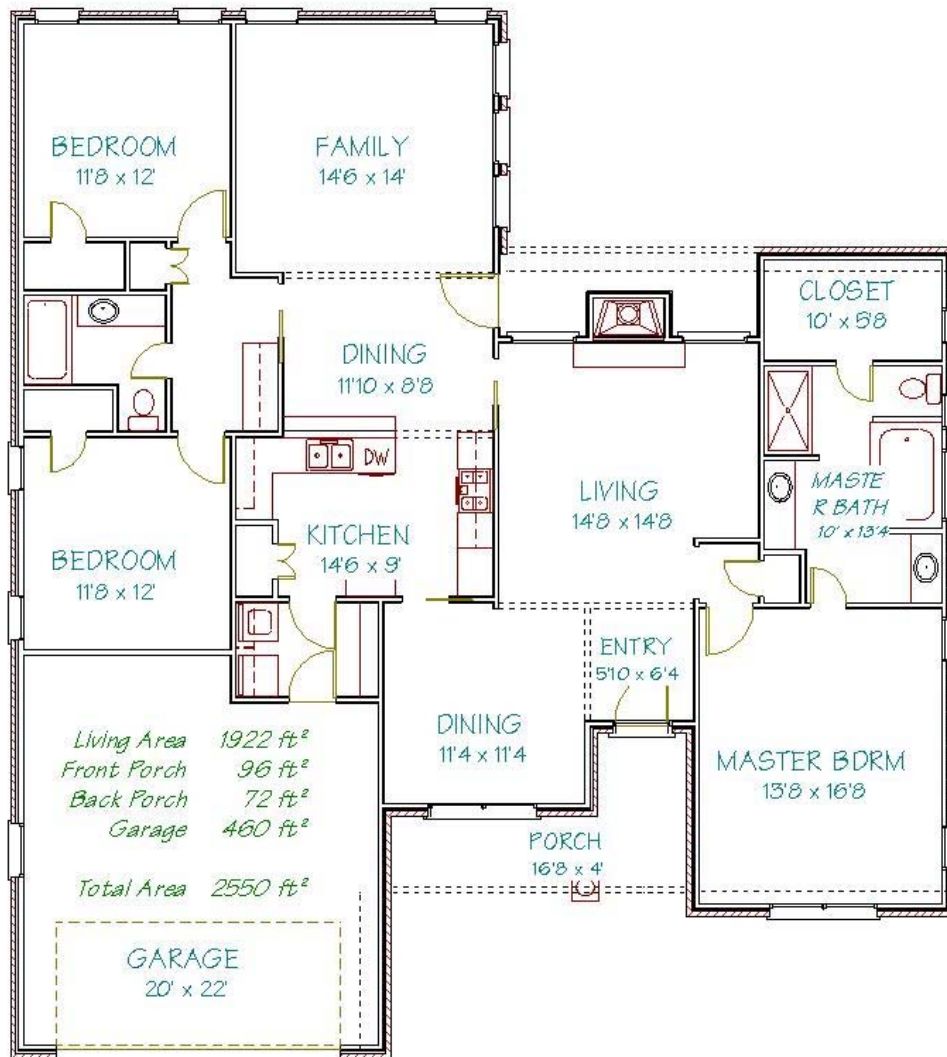 BEDROOM
11'8 x 12'
FAMILY
14'6 x 14'
CLOSET
10' x 5'8
DINING
11'10 x 8'8
DW
LIVING
14'8 x 14'8
MASTE
R BATH
10' x 13'4
KITCHEN
14'6 x 9'
BEDROOM
11'8 x 12'
ENTRY
5'10 x 6'4
DINING
11'4 x 11'4
MASTER BDRM
13'8 x 16'8
Living Area 1922 ft²
Front Porch 96 ft²
Back Porch 72 ft²
Garage 460 ft²
Total Area 2550 ft²
PORCH
16'8 x 4'
GARAGE
20' x 22'